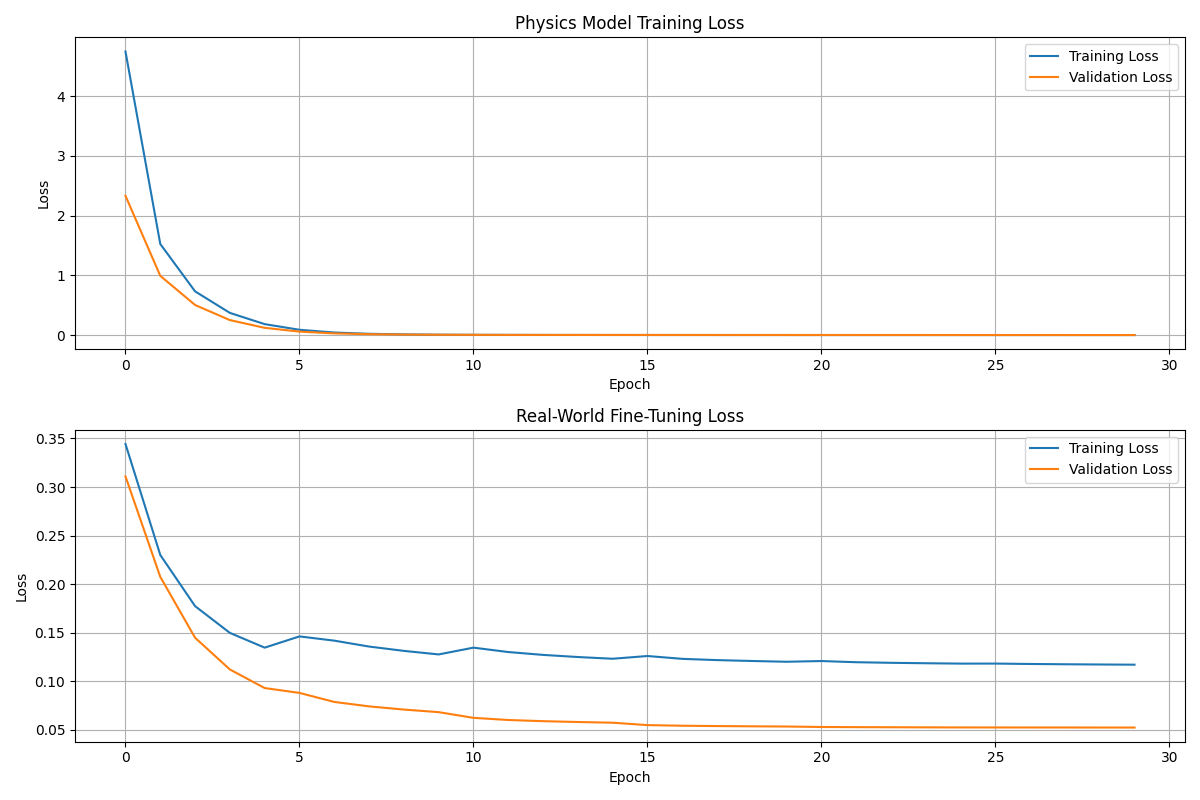 Physics Model Training Loss
Training Loss
Validation Loss
4
3
2
1
0
Loss
0 5 10 15 20 25 30
Epoch
Real-World Fine-Tuning Loss
Training Loss
Validation Loss
0.35
0.30
0.25
0.20
0.15
0.10
0.05
Loss
0 5 10 15 20 25 30
Epoch